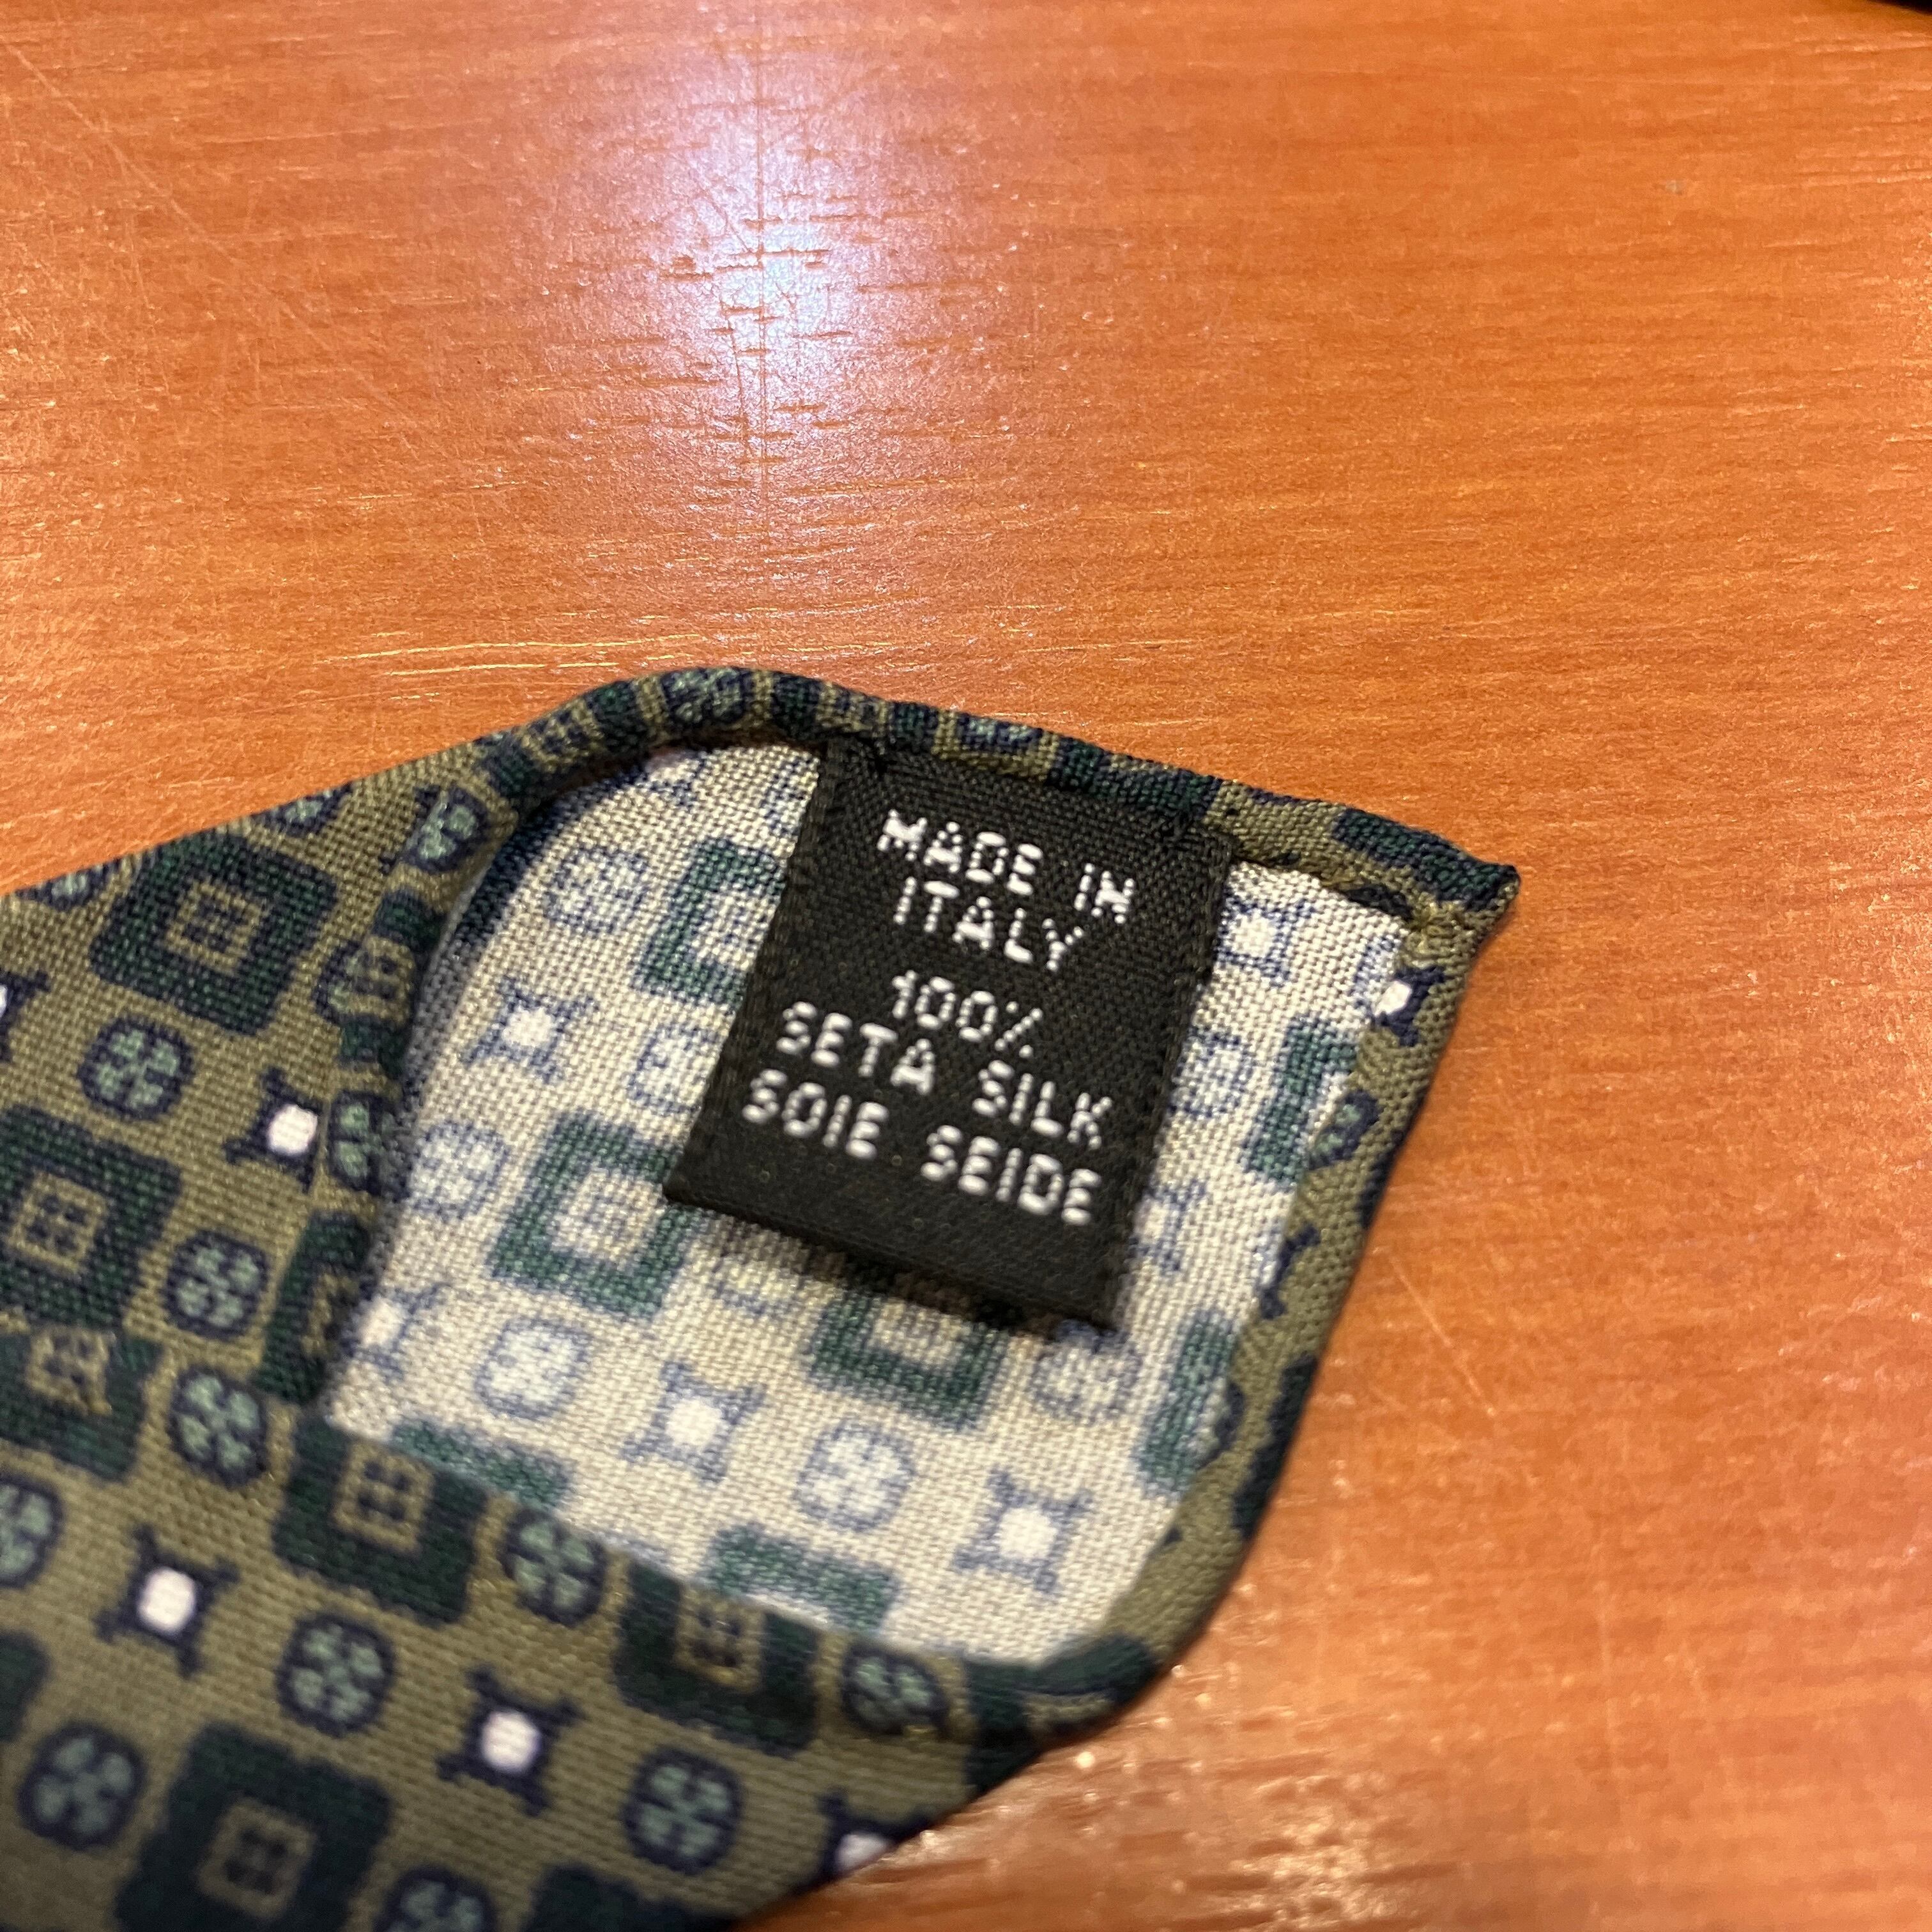 MADE IN
ITALY
100%
SETA SILK
SOIE SEIDE